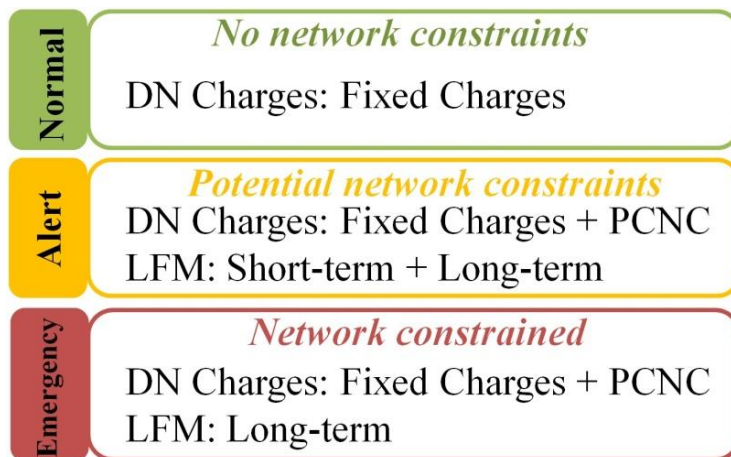 Normal
No network constraints
DN Charges: Fixed Charges
Alert
Potential network constraints
DN Charges: Fixed Charges + PCNC
LFM: Short-term + Long-term
Emergency
Network constrained
DN Charges: Fixed Charges + PCNC
LFM: Long-term